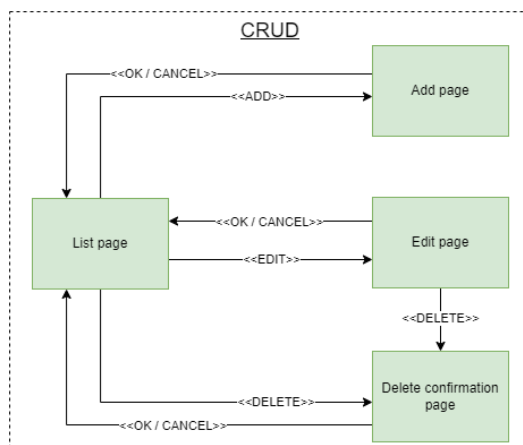 CRUD
<<OK / CANCEL>>
Add page
<<ADD>>
List page
<<OK / CANCEL>>
Edit page
<<EDIT>>
<<DELETE>>
Delete confirmation
page
<<DELETE>>
<<OK / CANCEL>>